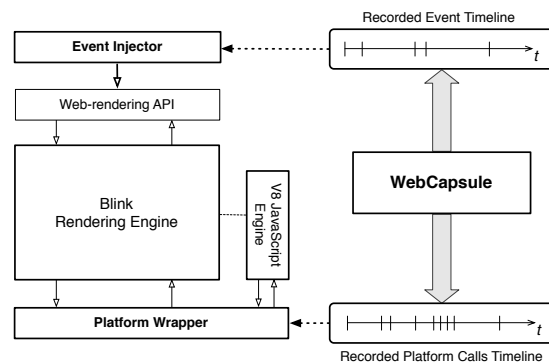 Recorded Event Timeline
Event Injector
t
Web-rendering API
Blink
Rendering Engine
V8 JavaScript
Engine
WebCapsule
Platform Wrapper
t
Recorded Platform Calls Timeline